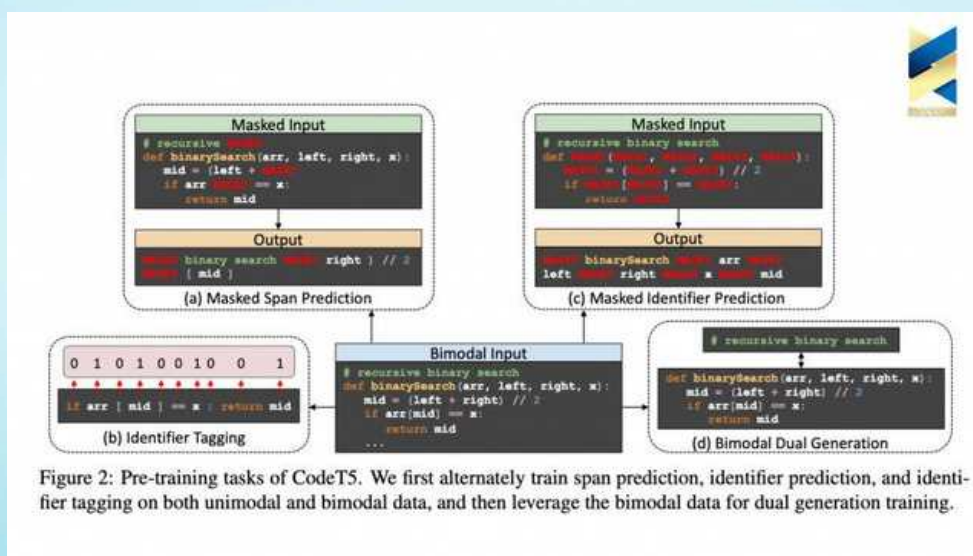 Masked Input
# recursive
def binarySearch(arr, left, right, x):
mid = (left +
if arr == x:
return mid
Output
binary search right ) // 2
[ mid ]
(a) Masked Span Prediction
Masked Input
# recursive binary search
def ( , , , ):
= ( + ) // 2
if [ ] == :
return
Output
binarySearch arr
left right x mid
(c) Masked Identifier Prediction
0 1 0 1 0 0 1 0 0 1
if arr [ mid ] == x : return mid
(b) Identifier Tagging
Bimodal Input
# recursive binary search
def binarySearch(arr, left, right, x):
mid = (left + right) // 2
if arr[mid] == x:
return mid
...
# recursive binary search
def binarySearch(arr, left, right, x):
mid = (left + right) // 2
if arr[mid] == x:
return mid
(d) Bimodal Dual Generation
Figure 2: Pre-training tasks of CodeT5. We first alternately train span prediction, identifier prediction, and identi-
fier tagging on both unimodal and bimodal data, and then leverage the bimodal data for dual generation training.